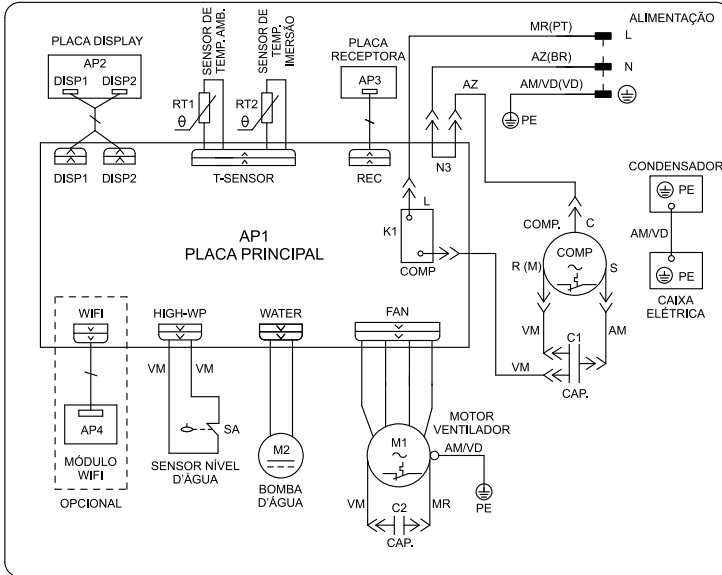 PLACA DISPLAY
AP2
DISP1 DISP2
DISP1 DISP2
SENSOR DE
TEMP. AMB.
SENSOR DE
TEMP.
IMERSÃO
RT1
θ
RT2
θ
T-SENSOR
PLACA
RECEPTORA
AP3
REC
MR(PT)
ALIMENTAÇÃO
L
AZ(BR)
N
AZ
AM/VD(VD)
PE
N3
L
K1
COMP
AP1
PLACA PRINCIPAL
COMP.
C
COMP
R (M)
S
VM
AM
C1
VM
CAP.
CONDENSADOR
PE
AM/VD
PE
CAIXA
ELÉTRICA
WIFI
AP4
MÓDULO
WIFI
OPCIONAL
HIGH-WP
VM
VM
SA
SENSOR NÍVEL
D'ÁGUA
WATER
M2
BOMBA
D'ÁGUA
FAN
MOTOR
VENTILADOR
M1
AM/VD
PE
VM
C2
MR
CAP.